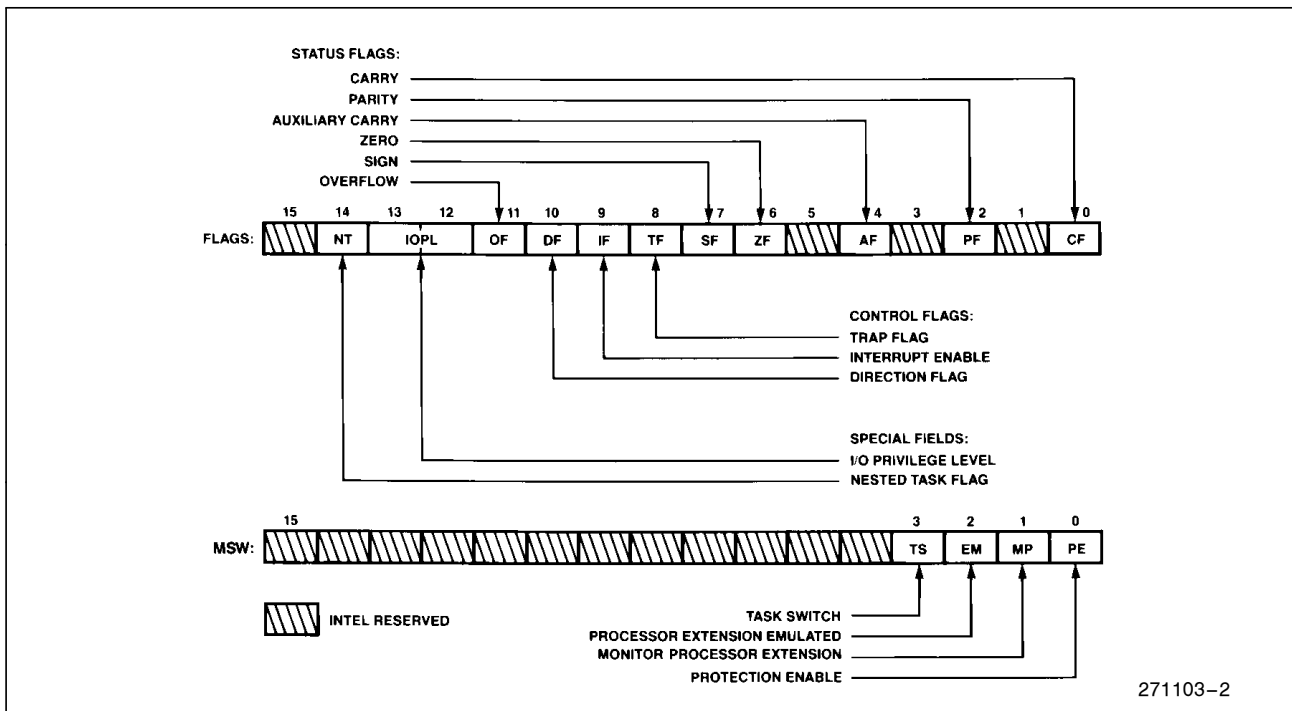 STATUS FLAGS:
CARRY
PARITY
AUXILIARY CARRY
ZERO
SIGN
OVERFLOW
15 14 13 12 11 10 9 8 7 6 5 4 3 2 1 0
FLAGS: NT IOPL OF DF IF TF SF ZF AF PF CF
CONTROL FLAGS:
TRAP FLAG
INTERRUPT ENABLE
DIRECTION FLAG
SPECIAL FIELDS:
I/O PRIVILEGE LEVEL
NESTED TASK FLAG
15 3 2 1 0
MSW: TS EM MP PE
INTEL RESERVED
TASK SWITCH
PROCESSOR EXTENSION EMULATED
MONITOR PROCESSOR EXTENSION
PROTECTION ENABLE
271103–2